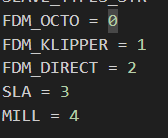 FDM_OCTO = 0
FDM_KLIPPER = 1
FDM_DIRECT = 2
SLA = 3
MILL = 4